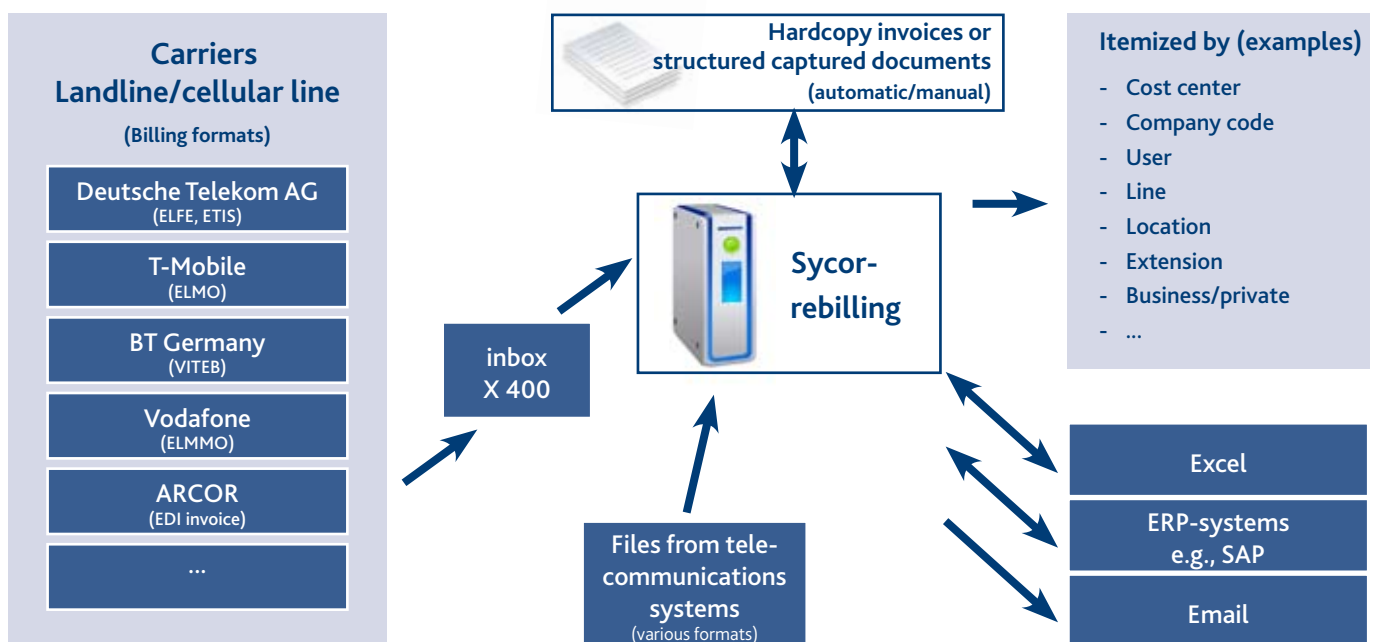 Carriers
Landline/cellular line
(Billing formats)
Deutsche Telekom AG
(ELFE, ETIS)
T-Mobile
(ELMO)
BT Germany
(VITEB)
Vodafone
(ELMMO)
ARCOR
(EDI invoice)
...
inbox
X 400
Hardcopy invoices or
structured captured documents
(automatic/manual)
Sycor-
rebilling
Files from tele-
communications
systems
(various formats)
Itemized by (examples)
- Cost center
- Company code
- User
- Line
- Location
- Extension
- Business/private
- ...
Excel
ERP-systems
e.g., SAP
Email